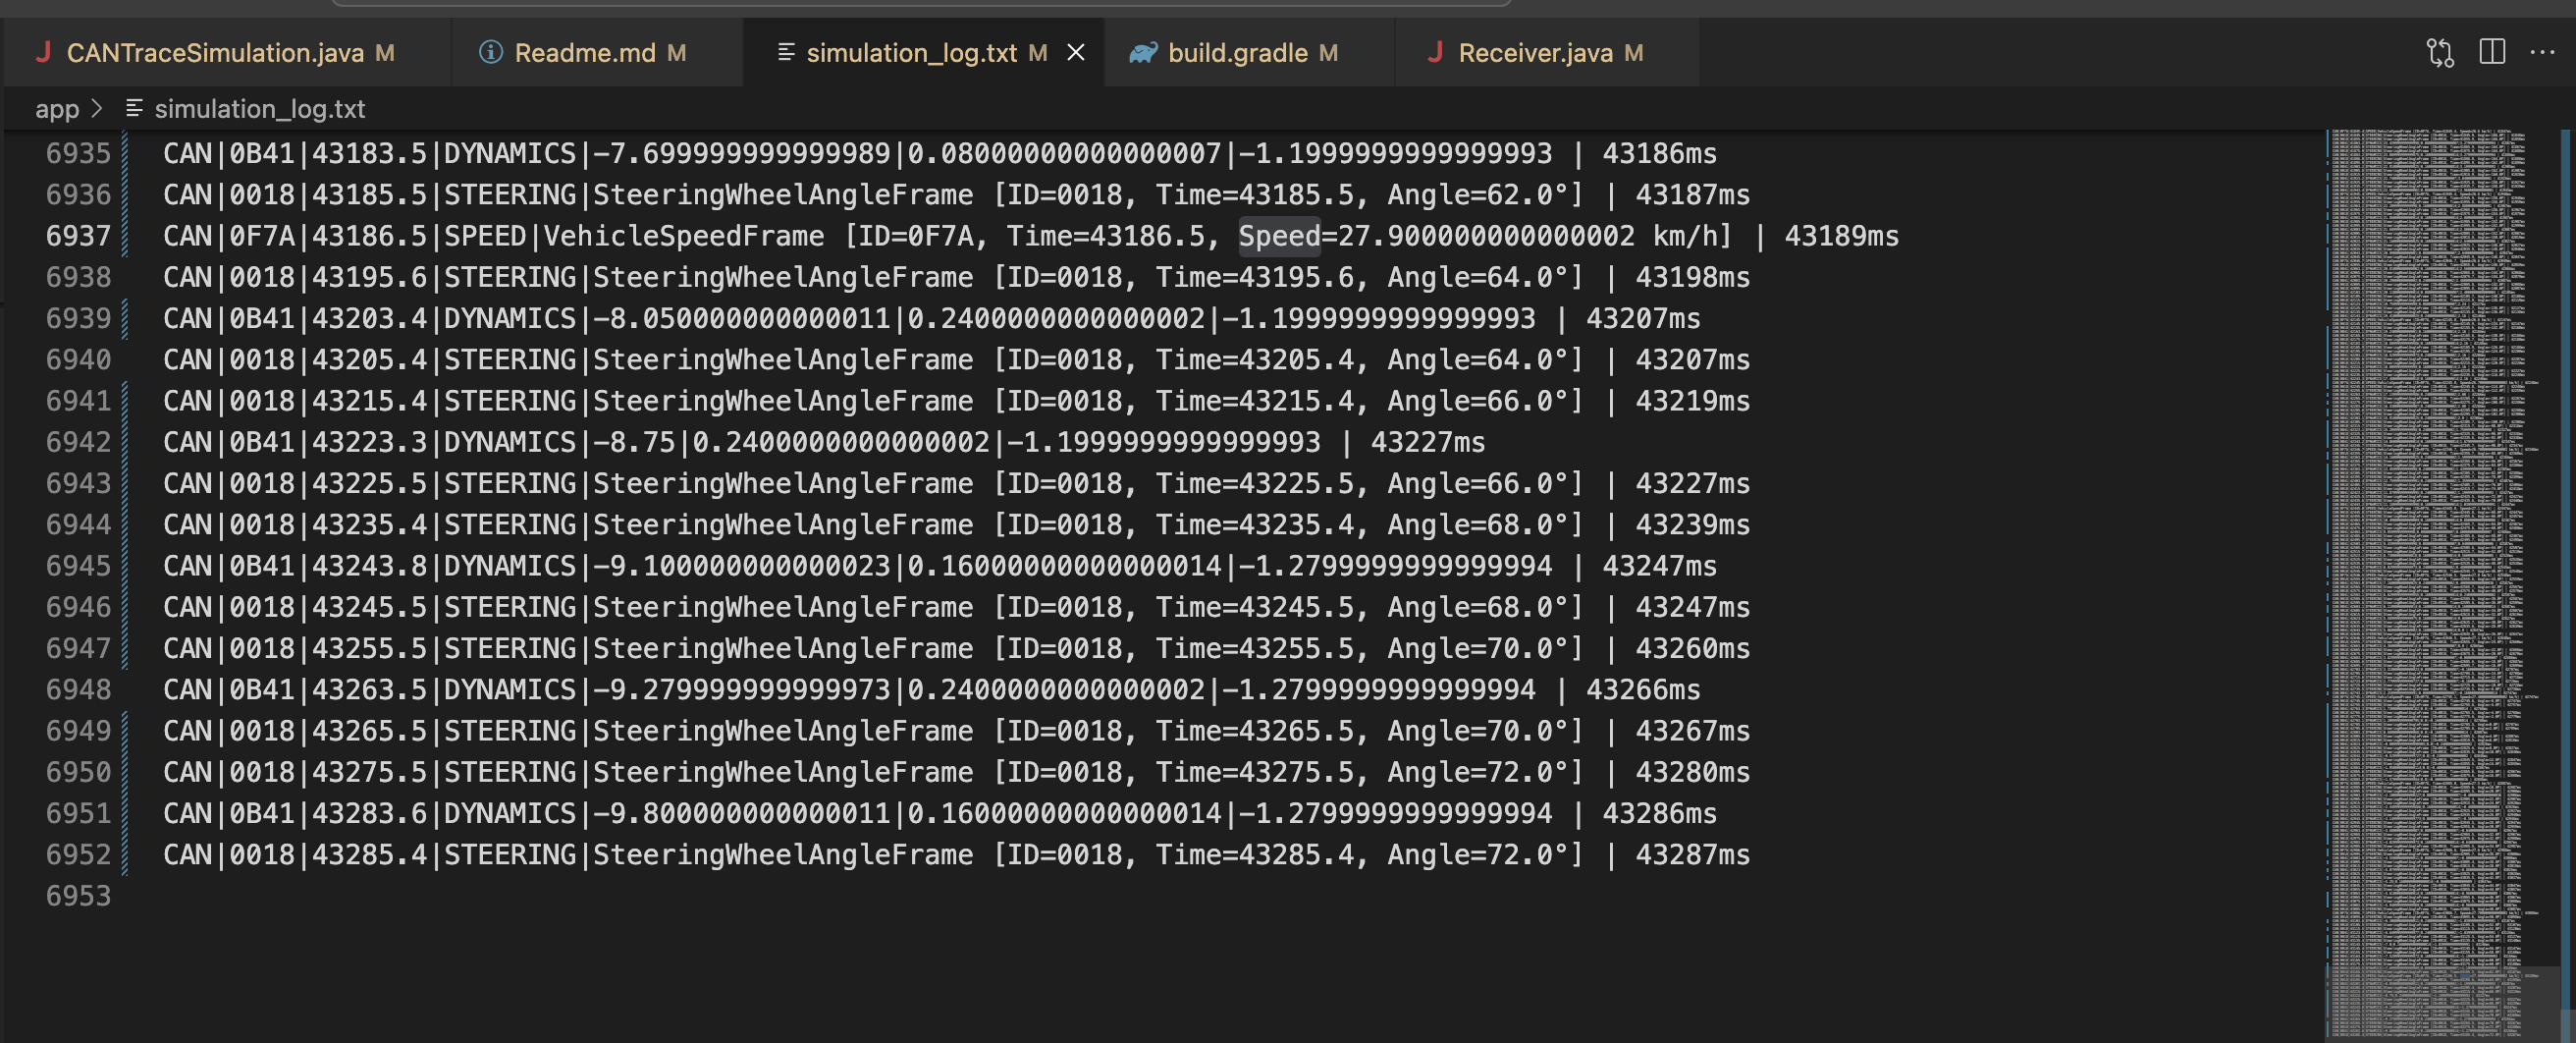 CANTraceSimulation.java M
Readme.md M
simulation_log.txt M
build.gradle M
Receiver.java M
app > simulation_log.txt
6935 CAN|0B41|43183.5|DYNAMICS|-7.699999999999989|0.08000000000000007|-1.1999999999999993 | 43186ms
6936 CAN|0018|43185.5|STEERING|SteeringWheelAngleFrame [ID=0018, Time=43185.5, Angle=62.0°] | 43187ms
6937 CAN|0F7A|43186.5|SPEED|VehicleSpeedFrame [ID=0F7A, Time=43186.5, Speed=27.900000000000002 km/h] | 43189ms
6938 CAN|0018|43195.6|STEERING|SteeringWheelAngleFrame [ID=0018, Time=43195.6, Angle=64.0°] | 43198ms
6939 CAN|0B41|43203.4|DYNAMICS|-8.050000000000011|0.2400000000000002|-1.1999999999999993 | 43207ms
6940 CAN|0018|43205.4|STEERING|SteeringWheelAngleFrame [ID=0018, Time=43205.4, Angle=64.0°] | 43207ms
6941 CAN|0018|43215.4|STEERING|SteeringWheelAngleFrame [ID=0018, Time=43215.4, Angle=66.0°] | 43219ms
6942 CAN|0B41|43223.3|DYNAMICS|-8.75|0.2400000000000002|-1.1999999999999993 | 43227ms
6943 CAN|0018|43225.5|STEERING|SteeringWheelAngleFrame [ID=0018, Time=43225.5, Angle=66.0°] | 43227ms
6944 CAN|0018|43235.4|STEERING|SteeringWheelAngleFrame [ID=0018, Time=43235.4, Angle=68.0°] | 43239ms
6945 CAN|0B41|43243.8|DYNAMICS|-9.100000000000023|0.16000000000000014|-1.2799999999999994 | 43247ms
6946 CAN|0018|43245.5|STEERING|SteeringWheelAngleFrame [ID=0018, Time=43245.5, Angle=68.0°] | 43247ms
6947 CAN|0018|43255.5|STEERING|SteeringWheelAngleFrame [ID=0018, Time=43255.5, Angle=70.0°] | 43260ms
6948 CAN|0B41|43263.5|DYNAMICS|-9.279999999999973|0.2400000000000002|-1.2799999999999994 | 43266ms
6949 CAN|0018|43265.5|STEERING|SteeringWheelAngleFrame [ID=0018, Time=43265.5, Angle=70.0°] | 43267ms
6950 CAN|0018|43275.5|STEERING|SteeringWheelAngleFrame [ID=0018, Time=43275.5, Angle=72.0°] | 43280ms
6951 CAN|0B41|43283.6|DYNAMICS|-9.800000000000011|0.16000000000000014|-1.2799999999999994 | 43286ms
6952 CAN|0018|43285.4|STEERING|SteeringWheelAngleFrame [ID=0018, Time=43285.4, Angle=72.0°] | 43287ms
6953